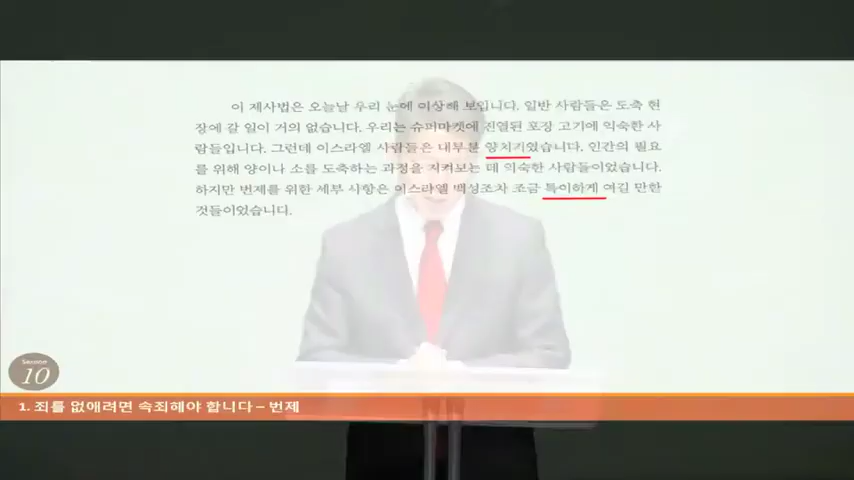 이 제사법은 오늘날 우리 눈에 이상해 보입니다. 일반 사람들은 도축 현
장에 갈 일이 거의 없습니다. 우리는 슈퍼마켓에 진열된 포장 고기에 익숙한 사
람들입니다. 그런데 이스라엘 사람들은 대부분 양치기였습니다. 인간의 필요
를 위해 양이나 소를 도축하는 과정을 지켜보는 데 익숙한 사람들이었습니다.
하지만 번제를 위한 세부 사항은 이스라엘 백성조차 조금 특이하게 여길 만한
것들이었습니다.
Session
10
1. 죄를 없애려면 속죄해야 합니다 – 번제